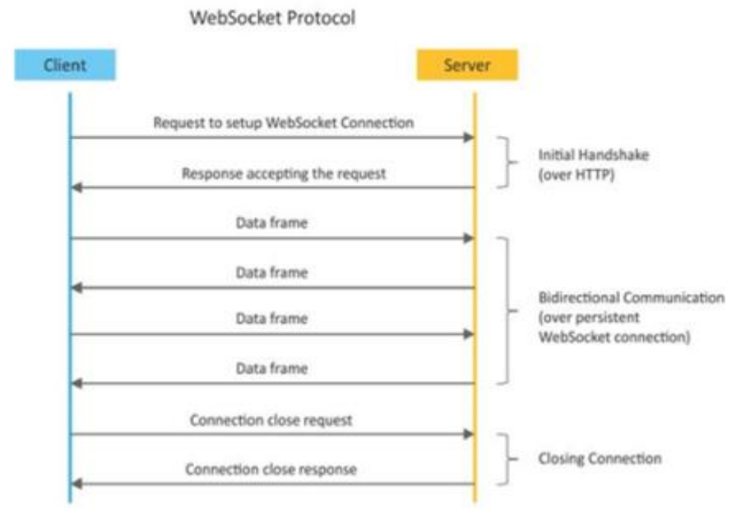 WebSocket Protocol
Client
Server
Request to setup WebSocket Connection
Response accepting the request
Initial Handshake
(over HTTP)
Data frame
Data frame
Data frame
Data frame
Bidirectional Communication
(over persistent
WebSocket connection)
Connection close request
Connection close response
Closing Connection